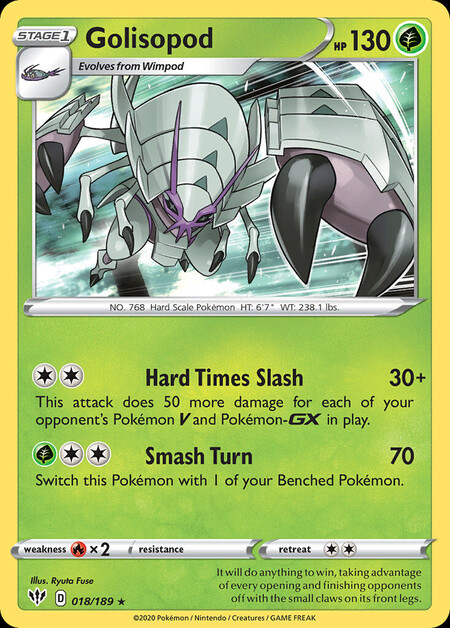 STAGE 1 Golisopod HP 130
Evolves from Wimpod
NO. 768 Hard Scale Pokémon HT: 6'7" WT: 238.1 lbs.
Hard Times Slash 30+
This attack does 50 more damage for each of your
opponent's Pokémon V and Pokémon-GX in play.
Smash Turn 70
Switch this Pokémon with 1 of your Benched Pokémon.
weakness ×2 resistance retreat
Illus. Ryuta Fuse
D 018/189 ★
It will do anything to win, taking advantage
of every opening and finishing opponents
off with the small claws on its front legs.
©2020 Pokémon / Nintendo / Creatures / GAME FREAK